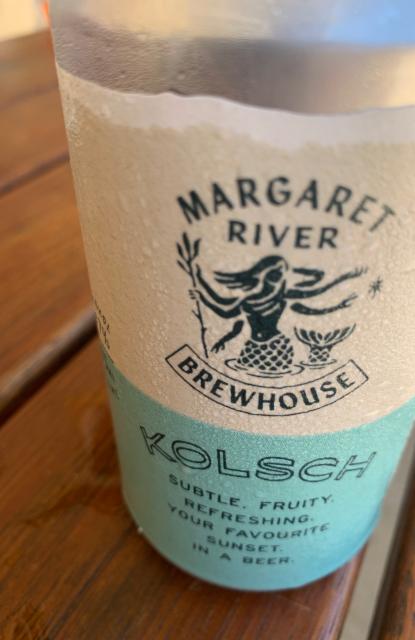 MARGARET
RIVER
BREWHOUSE
KOLSCH
SUBTLE. FRUITY.
REFRESHING.
YOUR FAVOURITE
SUNSET.
IN A BEER.